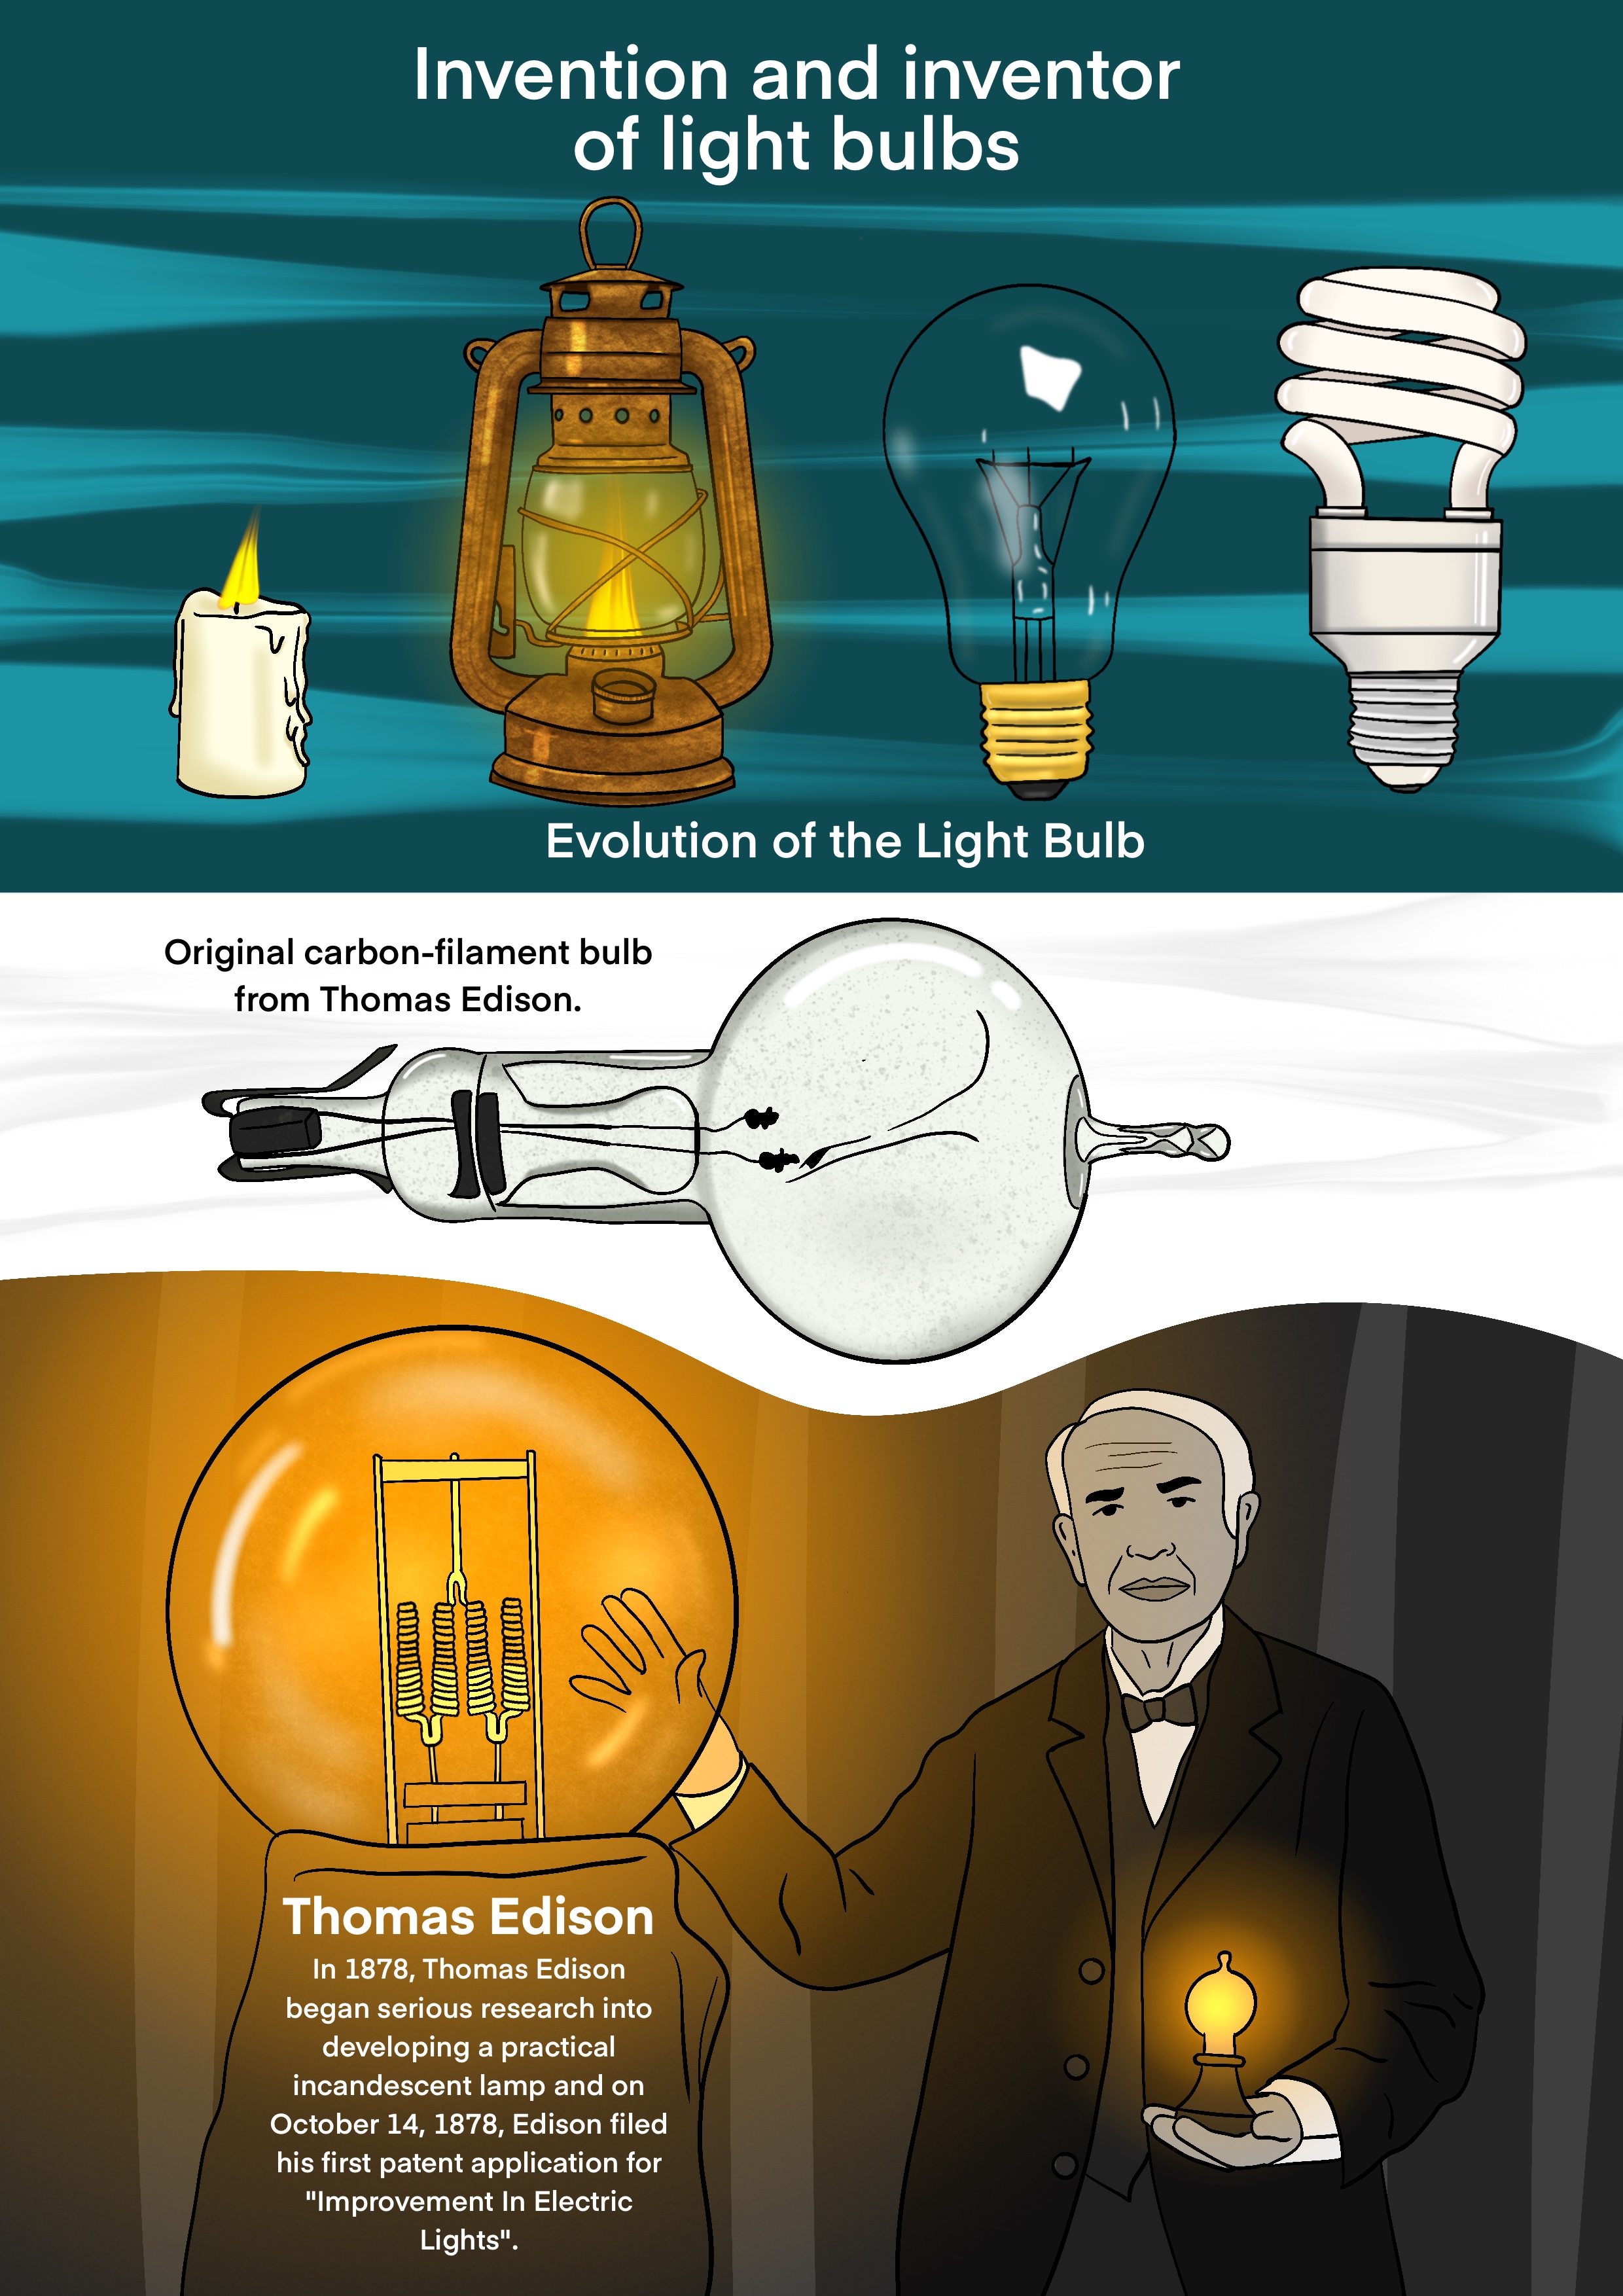 Invention and inventor
of light bulbs
Evolution of the Light Bulb
Original carbon-filament bulb
from Thomas Edison.
Thomas Edison
In 1878, Thomas Edison
began serious research into
developing a practical
incandescent lamp and on
October 14, 1878, Edison filed
his first patent application for
"Improvement In Electric
Lights".